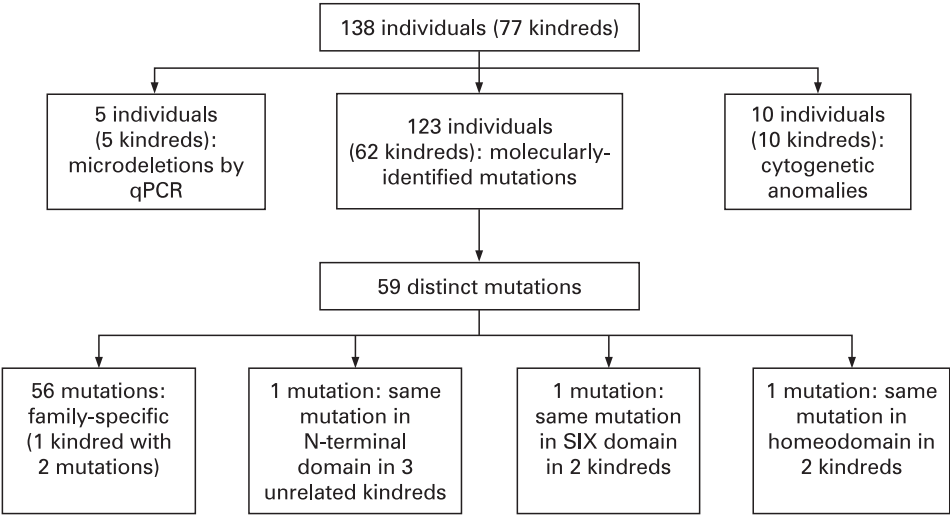 138 individuals (77 kindreds)
5 individuals
(5 kindreds):
microdeletions by
qPCR
123 individuals
(62 kindreds): molecularly-
identified mutations
10 individuals
(10 kindreds):
cytogenetic
anomalies
59 distinct mutations
56 mutations:
family-specific
(1 kindred with
2 mutations)
1 mutation: same
mutation in
N-terminal
domain in 3
unrelated kindreds
1 mutation:
same mutation
in SIX domain
in 2 kindreds
1 mutation: same
mutation in
homeodomain in
2 kindreds